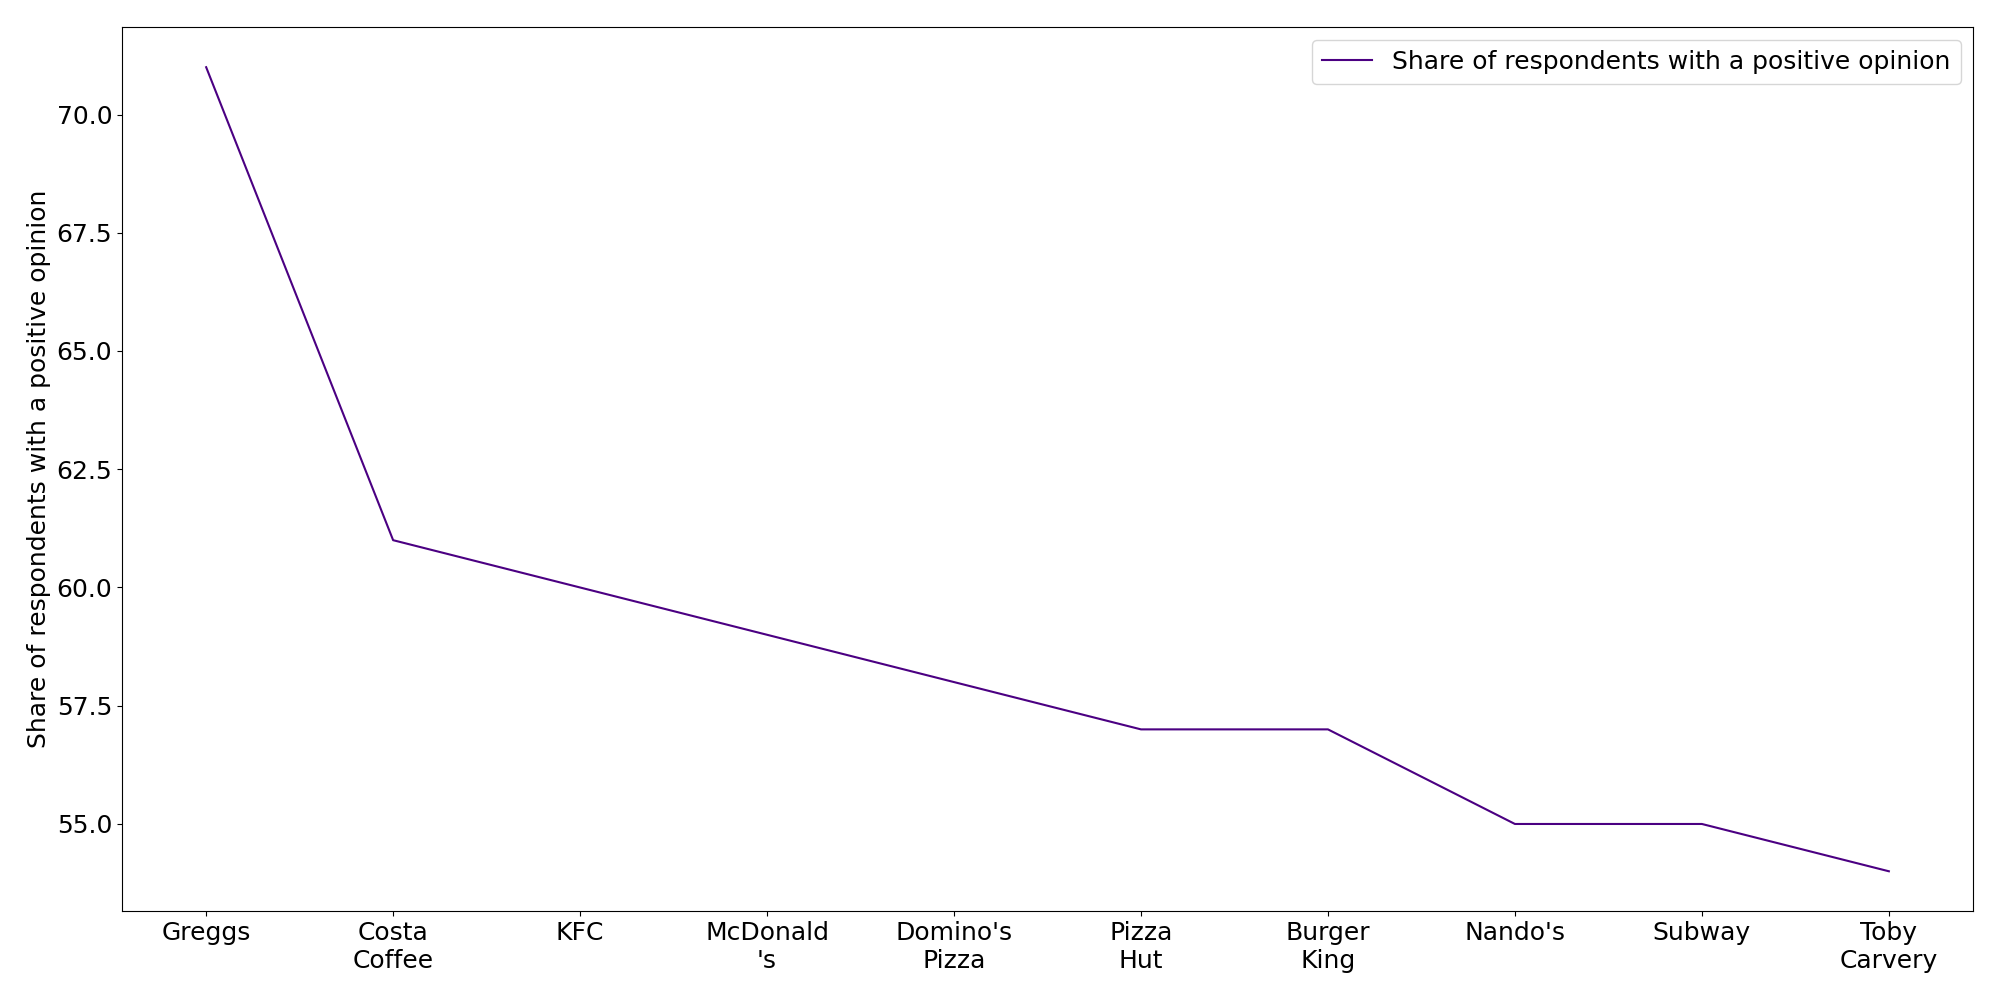 Share of respondents with a positive opinion
Share of respondents with a positive opinion
70.0
67.5
65.0
62.5
60.0
57.5
55.0
Greggs
Costa
Coffee
KFC
McDonald
's
Domino's
Pizza
Pizza
Hut
Burger
King
Nando's
Subway
Toby
Carvery